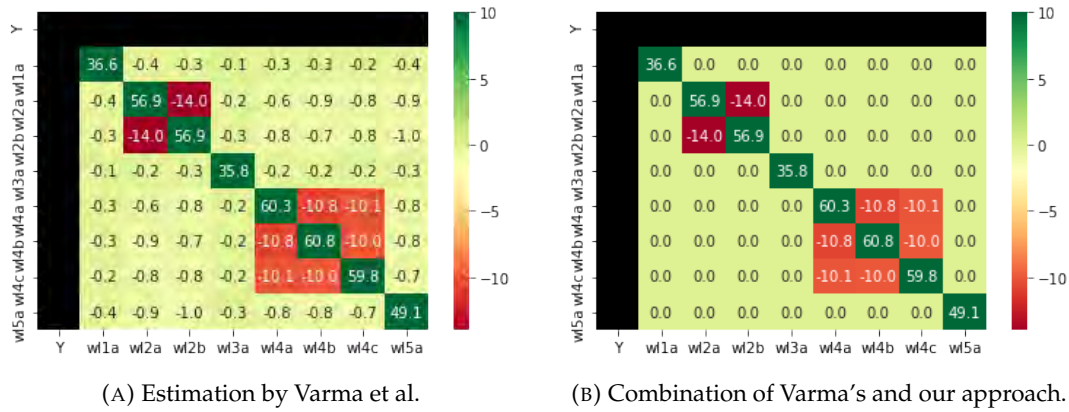 Y
wl1a 36.6 -0.4 -0.3 -0.1 -0.3 -0.3 -0.2 -0.4
wl2a -0.4 56.9 -14.0 -0.2 -0.6 -0.9 -0.8 -0.9
wl2b -0.3 -14.0 56.9 -0.3 -0.8 -0.7 -0.8 -1.0
wl3a -0.1 -0.2 -0.3 35.8 -0.2 -0.2 -0.2 -0.3
wl4a -0.3 -0.6 -0.8 -0.2 60.3 -10.8 -10.1 -0.8
wl4b -0.3 -0.9 -0.7 -0.2 -10.8 60.8 -10.0 -0.8
wl4c -0.2 -0.8 -0.8 -0.2 -10.1 -10.0 59.8 -0.7
wl5a -0.4 -0.9 -1.0 -0.3 -0.8 -0.8 -0.7 49.1
Y wl1a wl2a wl2b wl3a wl4a wl4b wl4c wl5a
10
5
0
−5
−10
(A) Estimation by Varma et al.
Y
wl1a 36.6 0.0 0.0 0.0 0.0 0.0 0.0 0.0
wl2a 0.0 56.9 -14.0 0.0 0.0 0.0 0.0 0.0
wl2b 0.0 -14.0 56.9 0.0 0.0 0.0 0.0 0.0
wl3a 0.0 0.0 0.0 35.8 0.0 0.0 0.0 0.0
wl4a 0.0 0.0 0.0 0.0 60.3 -10.8 -10.1 0.0
wl4b 0.0 0.0 0.0 0.0 -10.8 60.8 -10.0 0.0
wl4c 0.0 0.0 0.0 0.0 -10.1 -10.0 59.8 0.0
wl5a 0.0 0.0 0.0 0.0 0.0 0.0 0.0 49.1
Y wl1a wl2a wl2b wl3a wl4a wl4b wl4c wl5a
10
5
0
−5
−10
(B) Combination of Varma's and our approach.